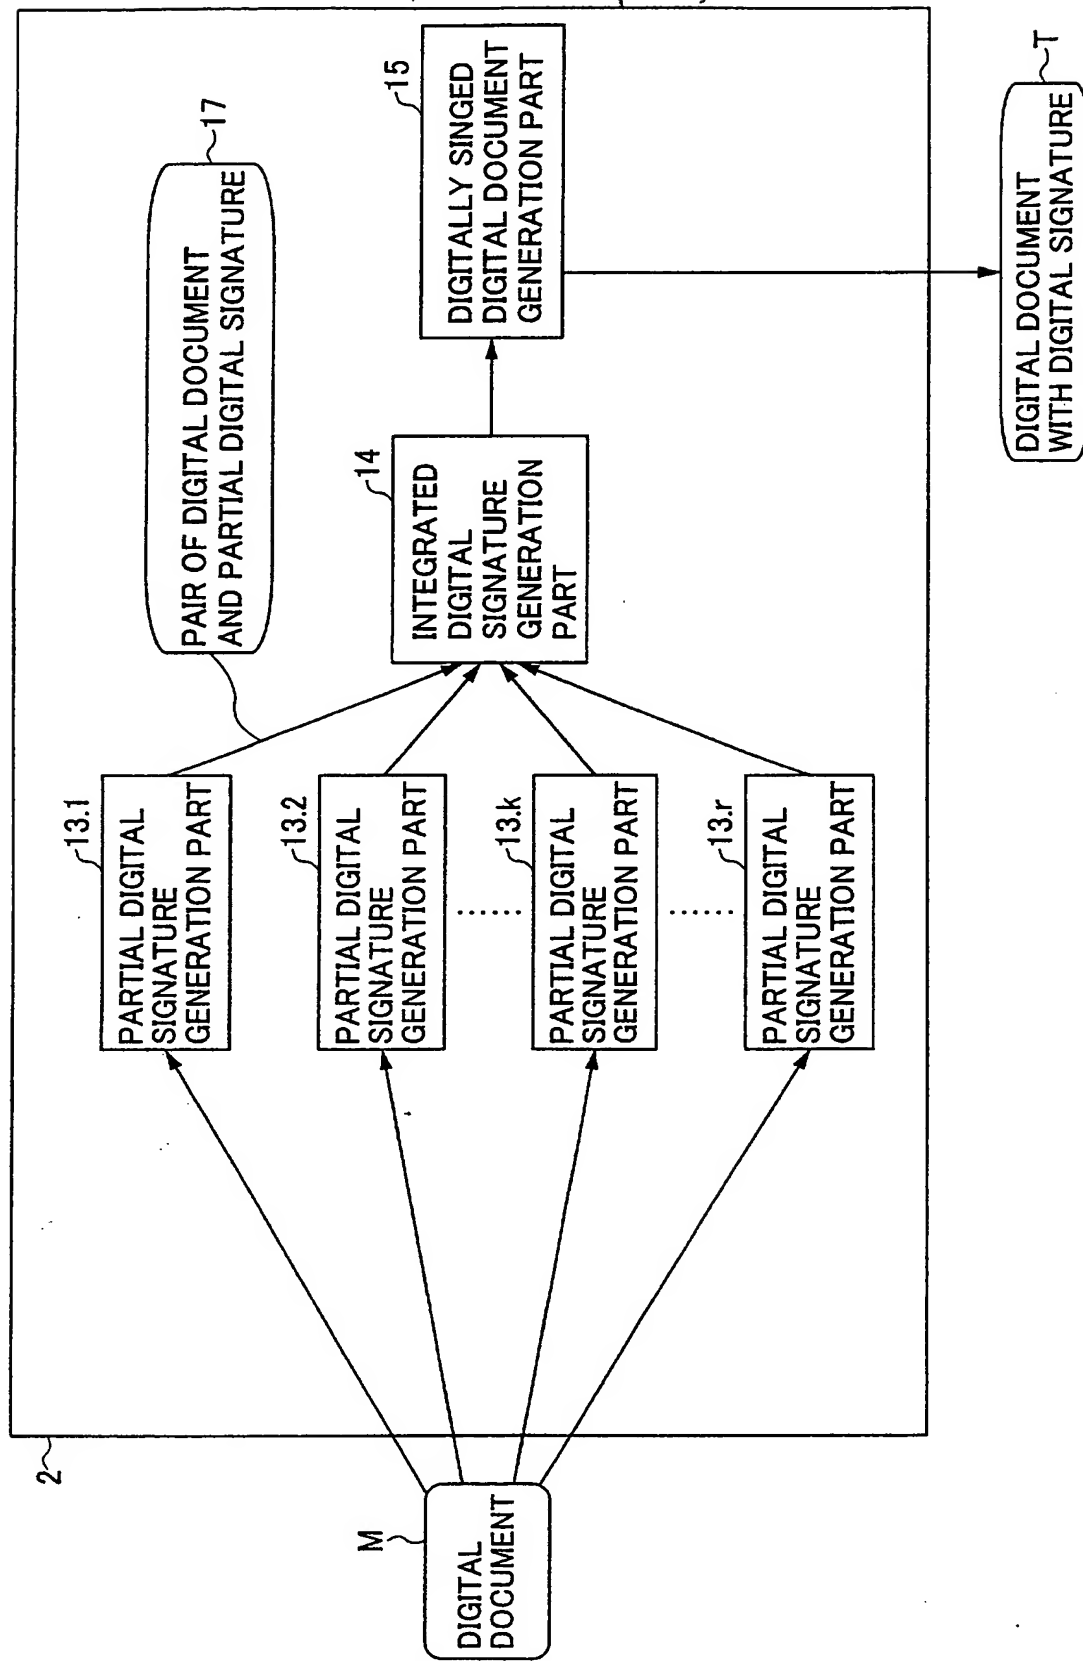 2
M
DIGITAL
DOCUMENT
13.1
PARTIAL DIGITAL
SIGNATURE
GENERATION PART
13.2
PARTIAL DIGITAL
SIGNATURE
GENERATION PART
13.k
PARTIAL DIGITAL
SIGNATURE
GENERATION PART
13.r
PARTIAL DIGITAL
SIGNATURE
GENERATION PART
17
PAIR OF DIGITAL DOCUMENT
AND PARTIAL DIGITAL SIGNATURE
14
INTEGRATED
DIGITAL
SIGNATURE
GENERATION
PART
15
DIGITALLY SINGED
DIGITAL DOCUMENT
GENERATION PART
T
DIGITAL DOCUMENT
WITH DIGITAL SIGNATURE